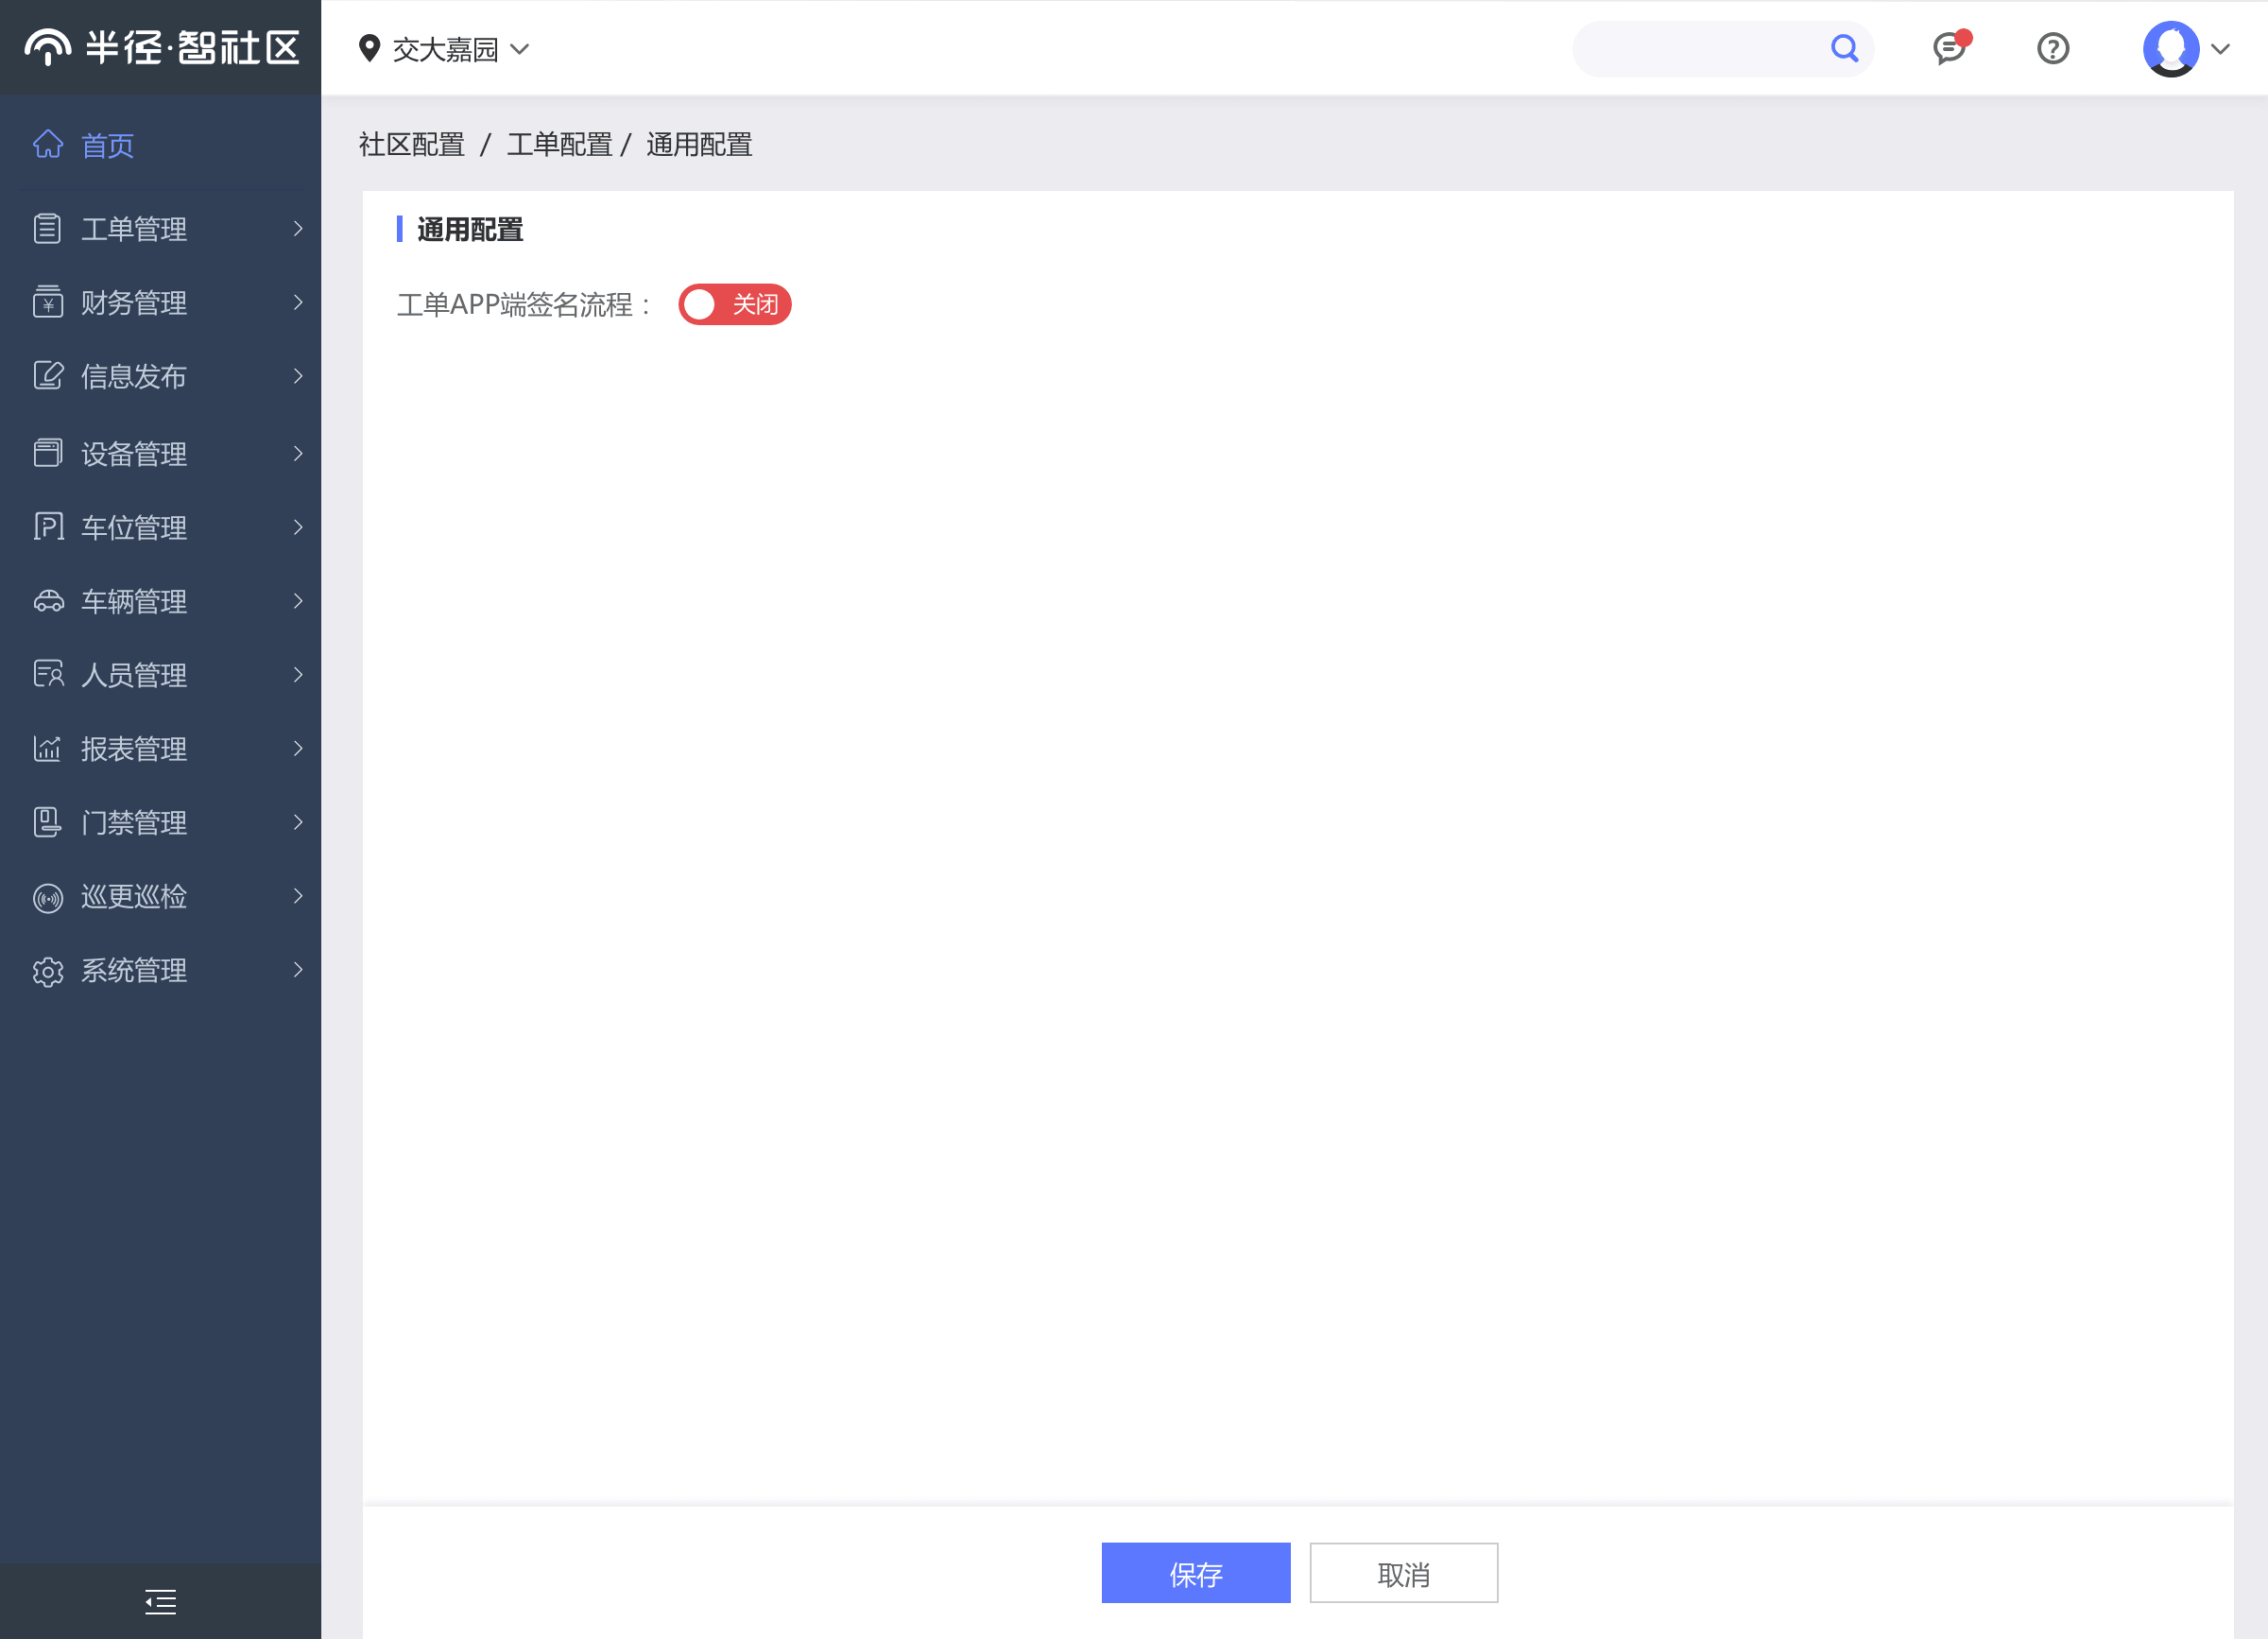 半径·智社区
交大嘉园
首页
工单管理
财务管理
信息发布
设备管理
车位管理
车辆管理
人员管理
报表管理
门禁管理
巡更巡检
系统管理
社区配置 / 工单配置 / 通用配置
通用配置
工单APP端签名流程： 关闭
保存 取消